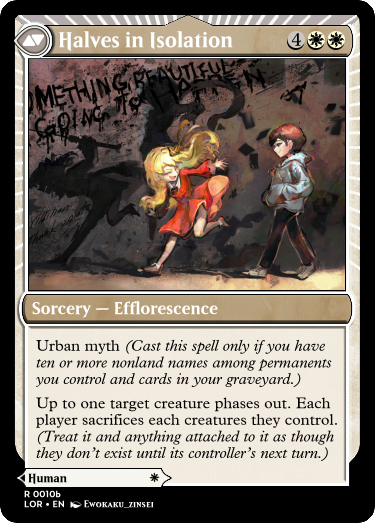 Halves in Isolation
4
SOMETHING BEAUTIFUL
IS GOING TO HAPPEN
Sorcery — Efflorescence
Urban myth (Cast this spell only if you have
ten or more nonland names among permanents
you control and cards in your graveyard.)
Up to one target creature phases out. Each
player sacrifices each creatures they control.
(Treat it and anything attached to it as though
they don't exist until its controller's next turn.)
Human
R 0010b
LOR • EN Ewokaku_zinsei